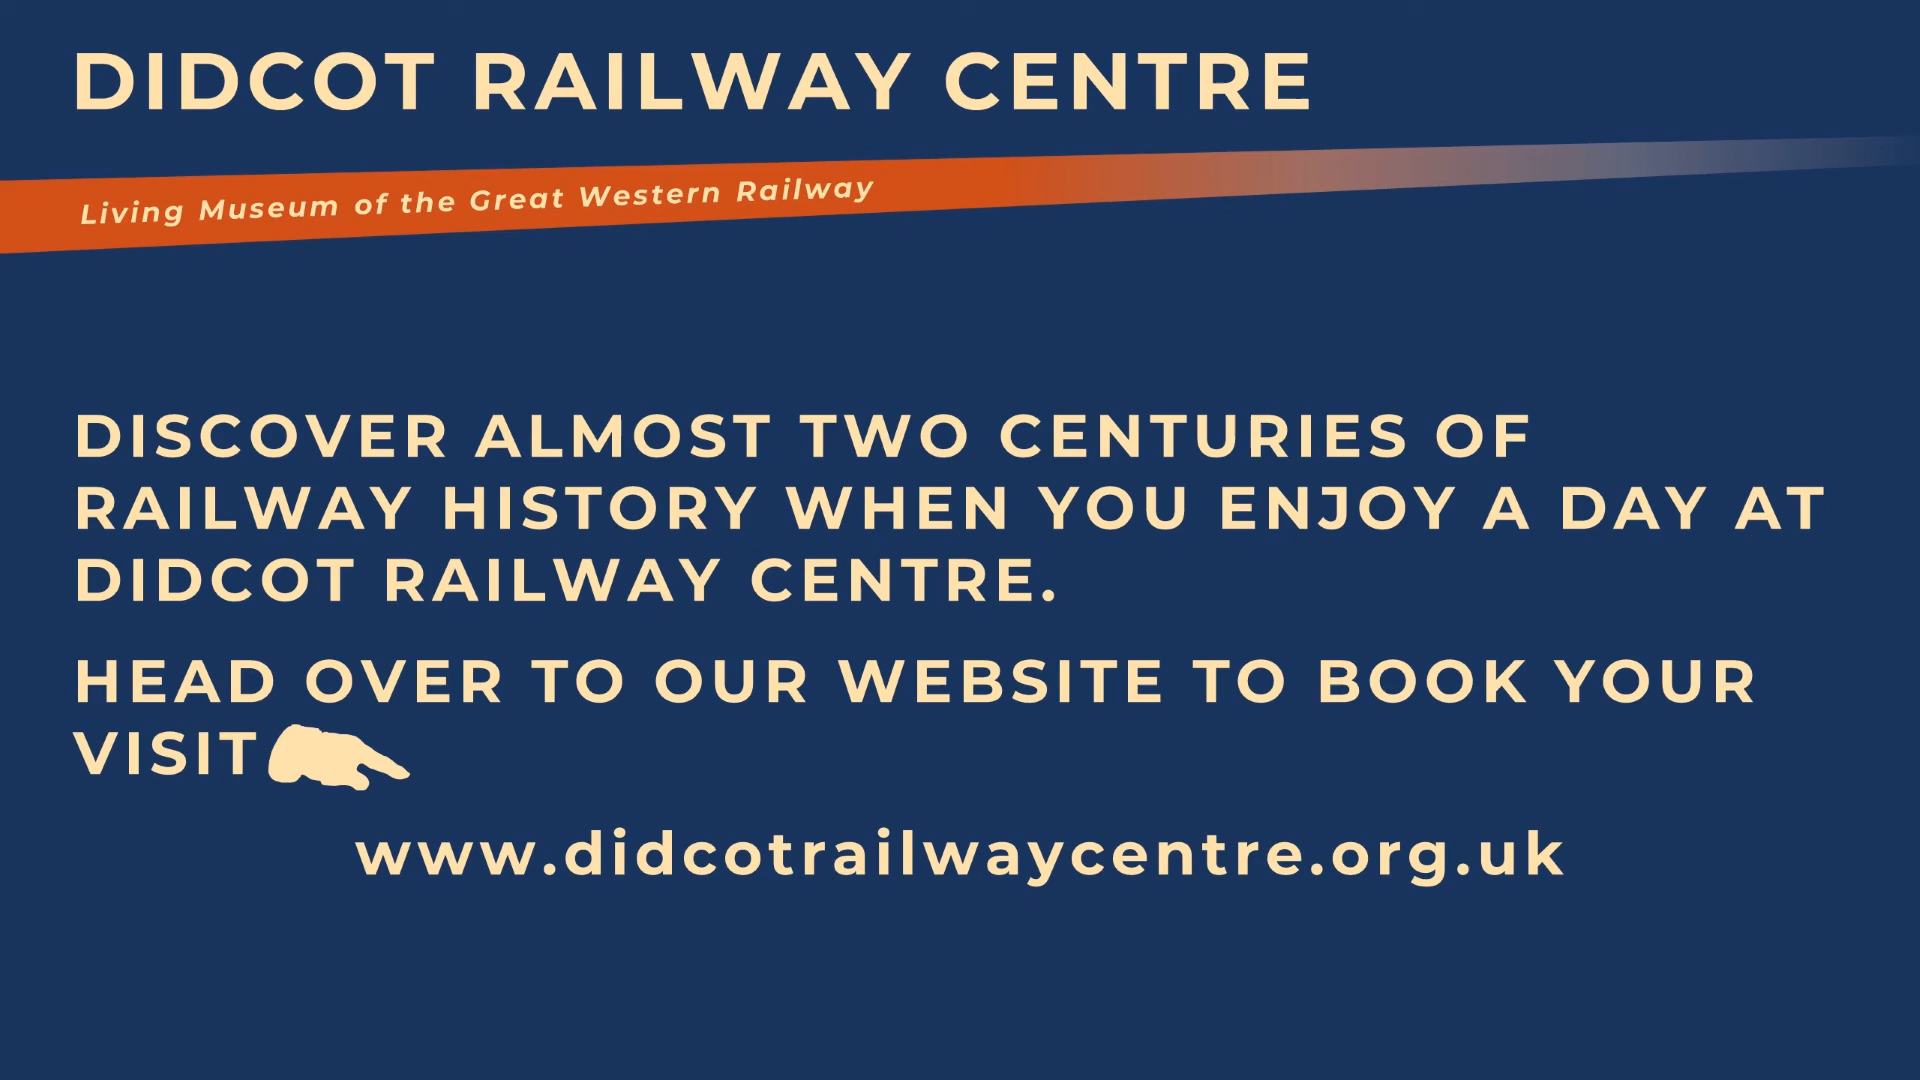 DIDCOT RAILWAY CENTRE
Living Museum of the Great Western Railway
DISCOVER ALMOST TWO CENTURIES OF
RAILWAY HISTORY WHEN YOU ENJOY A DAY AT
DIDCOT RAILWAY CENTRE.
HEAD OVER TO OUR WEBSITE TO BOOK YOUR
VISIT
www.didcotrailwaycentre.org.uk